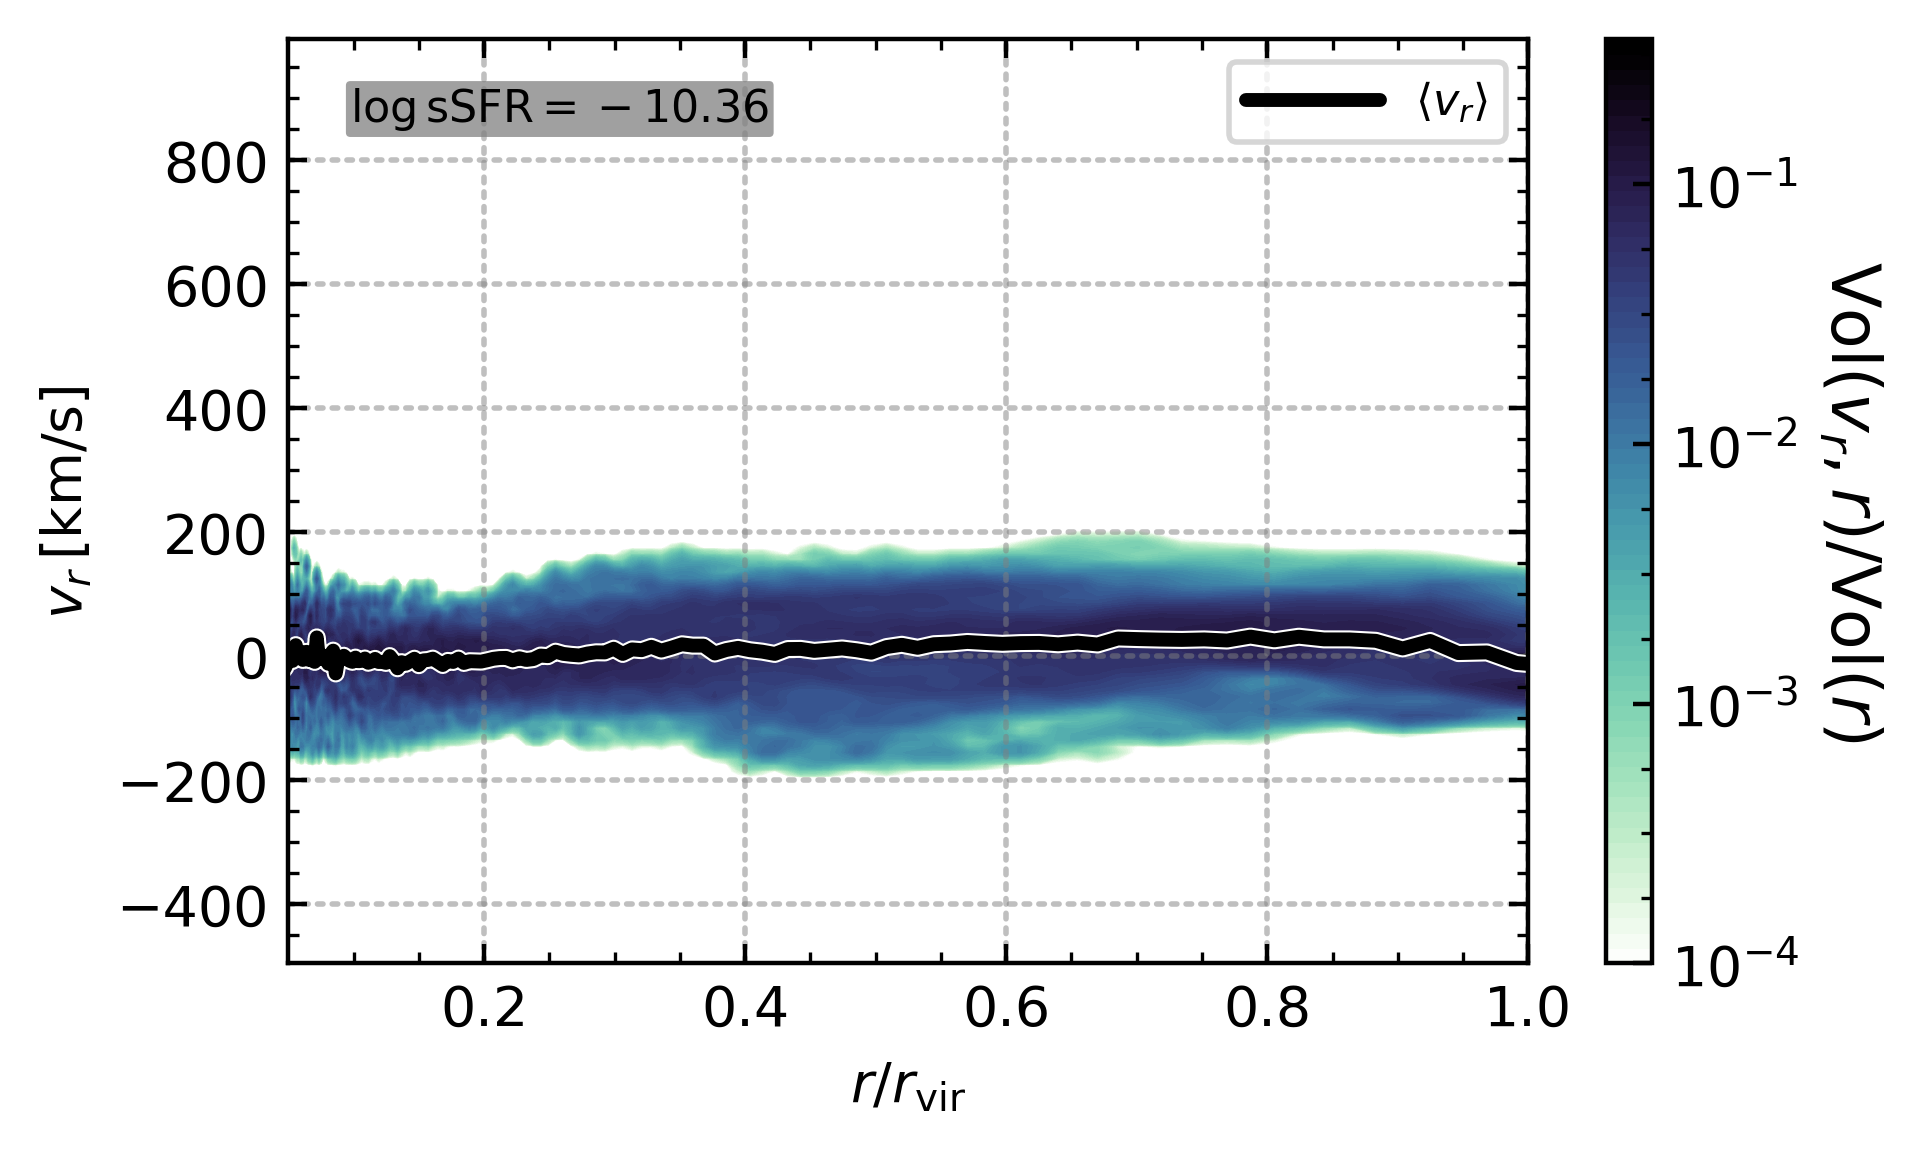 log sSFR = − 10.36
⟨v_r⟩
800
600
400
200
0
−200
−400
v_r [km/s]
0.2 0.4 0.6 0.8 1.0
r/r_vir
10^−1
10^−2
10^−3
10^−4
Vol(v_r, r)/Vol(r)